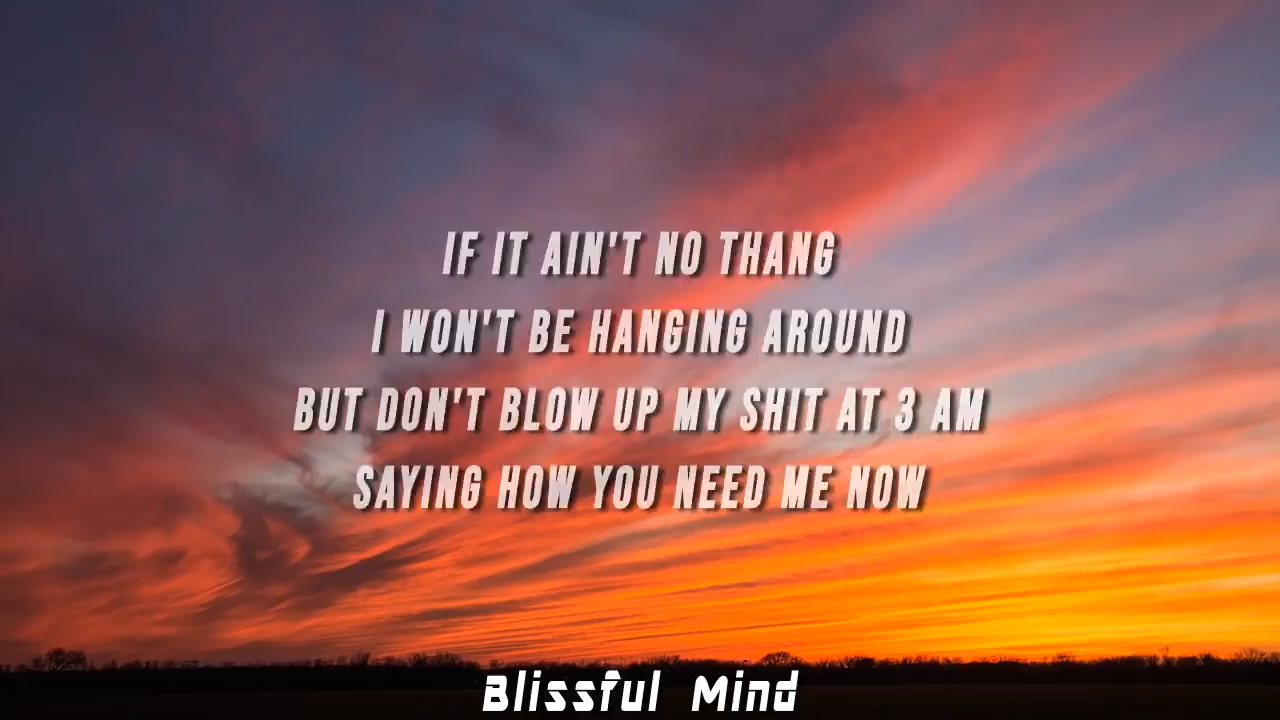 IF IT AIN'T NO THANG
I WON'T BE HANGING AROUND
BUT DON'T BLOW UP MY SHIT AT 3 AM
SAYING HOW YOU NEED ME NOW
Blissful Mind